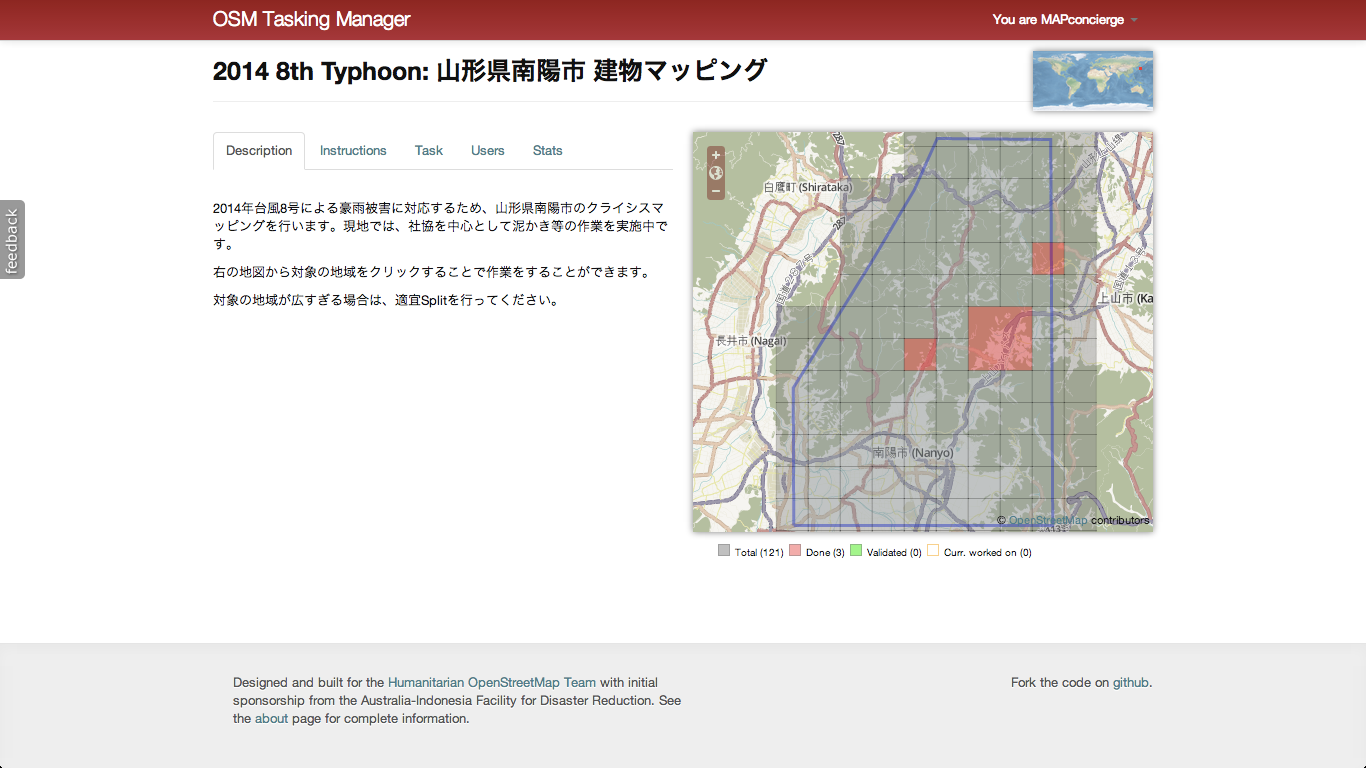 OSM Tasking Manager
You are MAPconcierge
2014 8th Typhoon: 山形県南陽市 建物マッピング
feedback
Description
Instructions
Task
Users
Stats
2014年台風8号による豪雨被害に対応するため、山形県南陽市のクライシスマ
ッピングを行います。現地では、社協を中心として泥かき等の作業を実施中で
す。
右の地図から対象の地域をクリックすることで作業をすることができます。
対象の地域が広すぎる場合は、適宜Splitを行ってください。
+
−
287
白鷹町 (Shirataka)
287
上山市 (Ka
長井市 (Nagai)
南陽市 (Nanyo)
© OpenStreetMap contributors
Total (121)
Done (3)
Validated (0)
Curr. worked on (0)
Designed and built for the Humanitarian OpenStreetMap Team with initial
sponsorship from the Australia-Indonesia Facility for Disaster Reduction. See
the about page for complete information.
Fork the code on github.